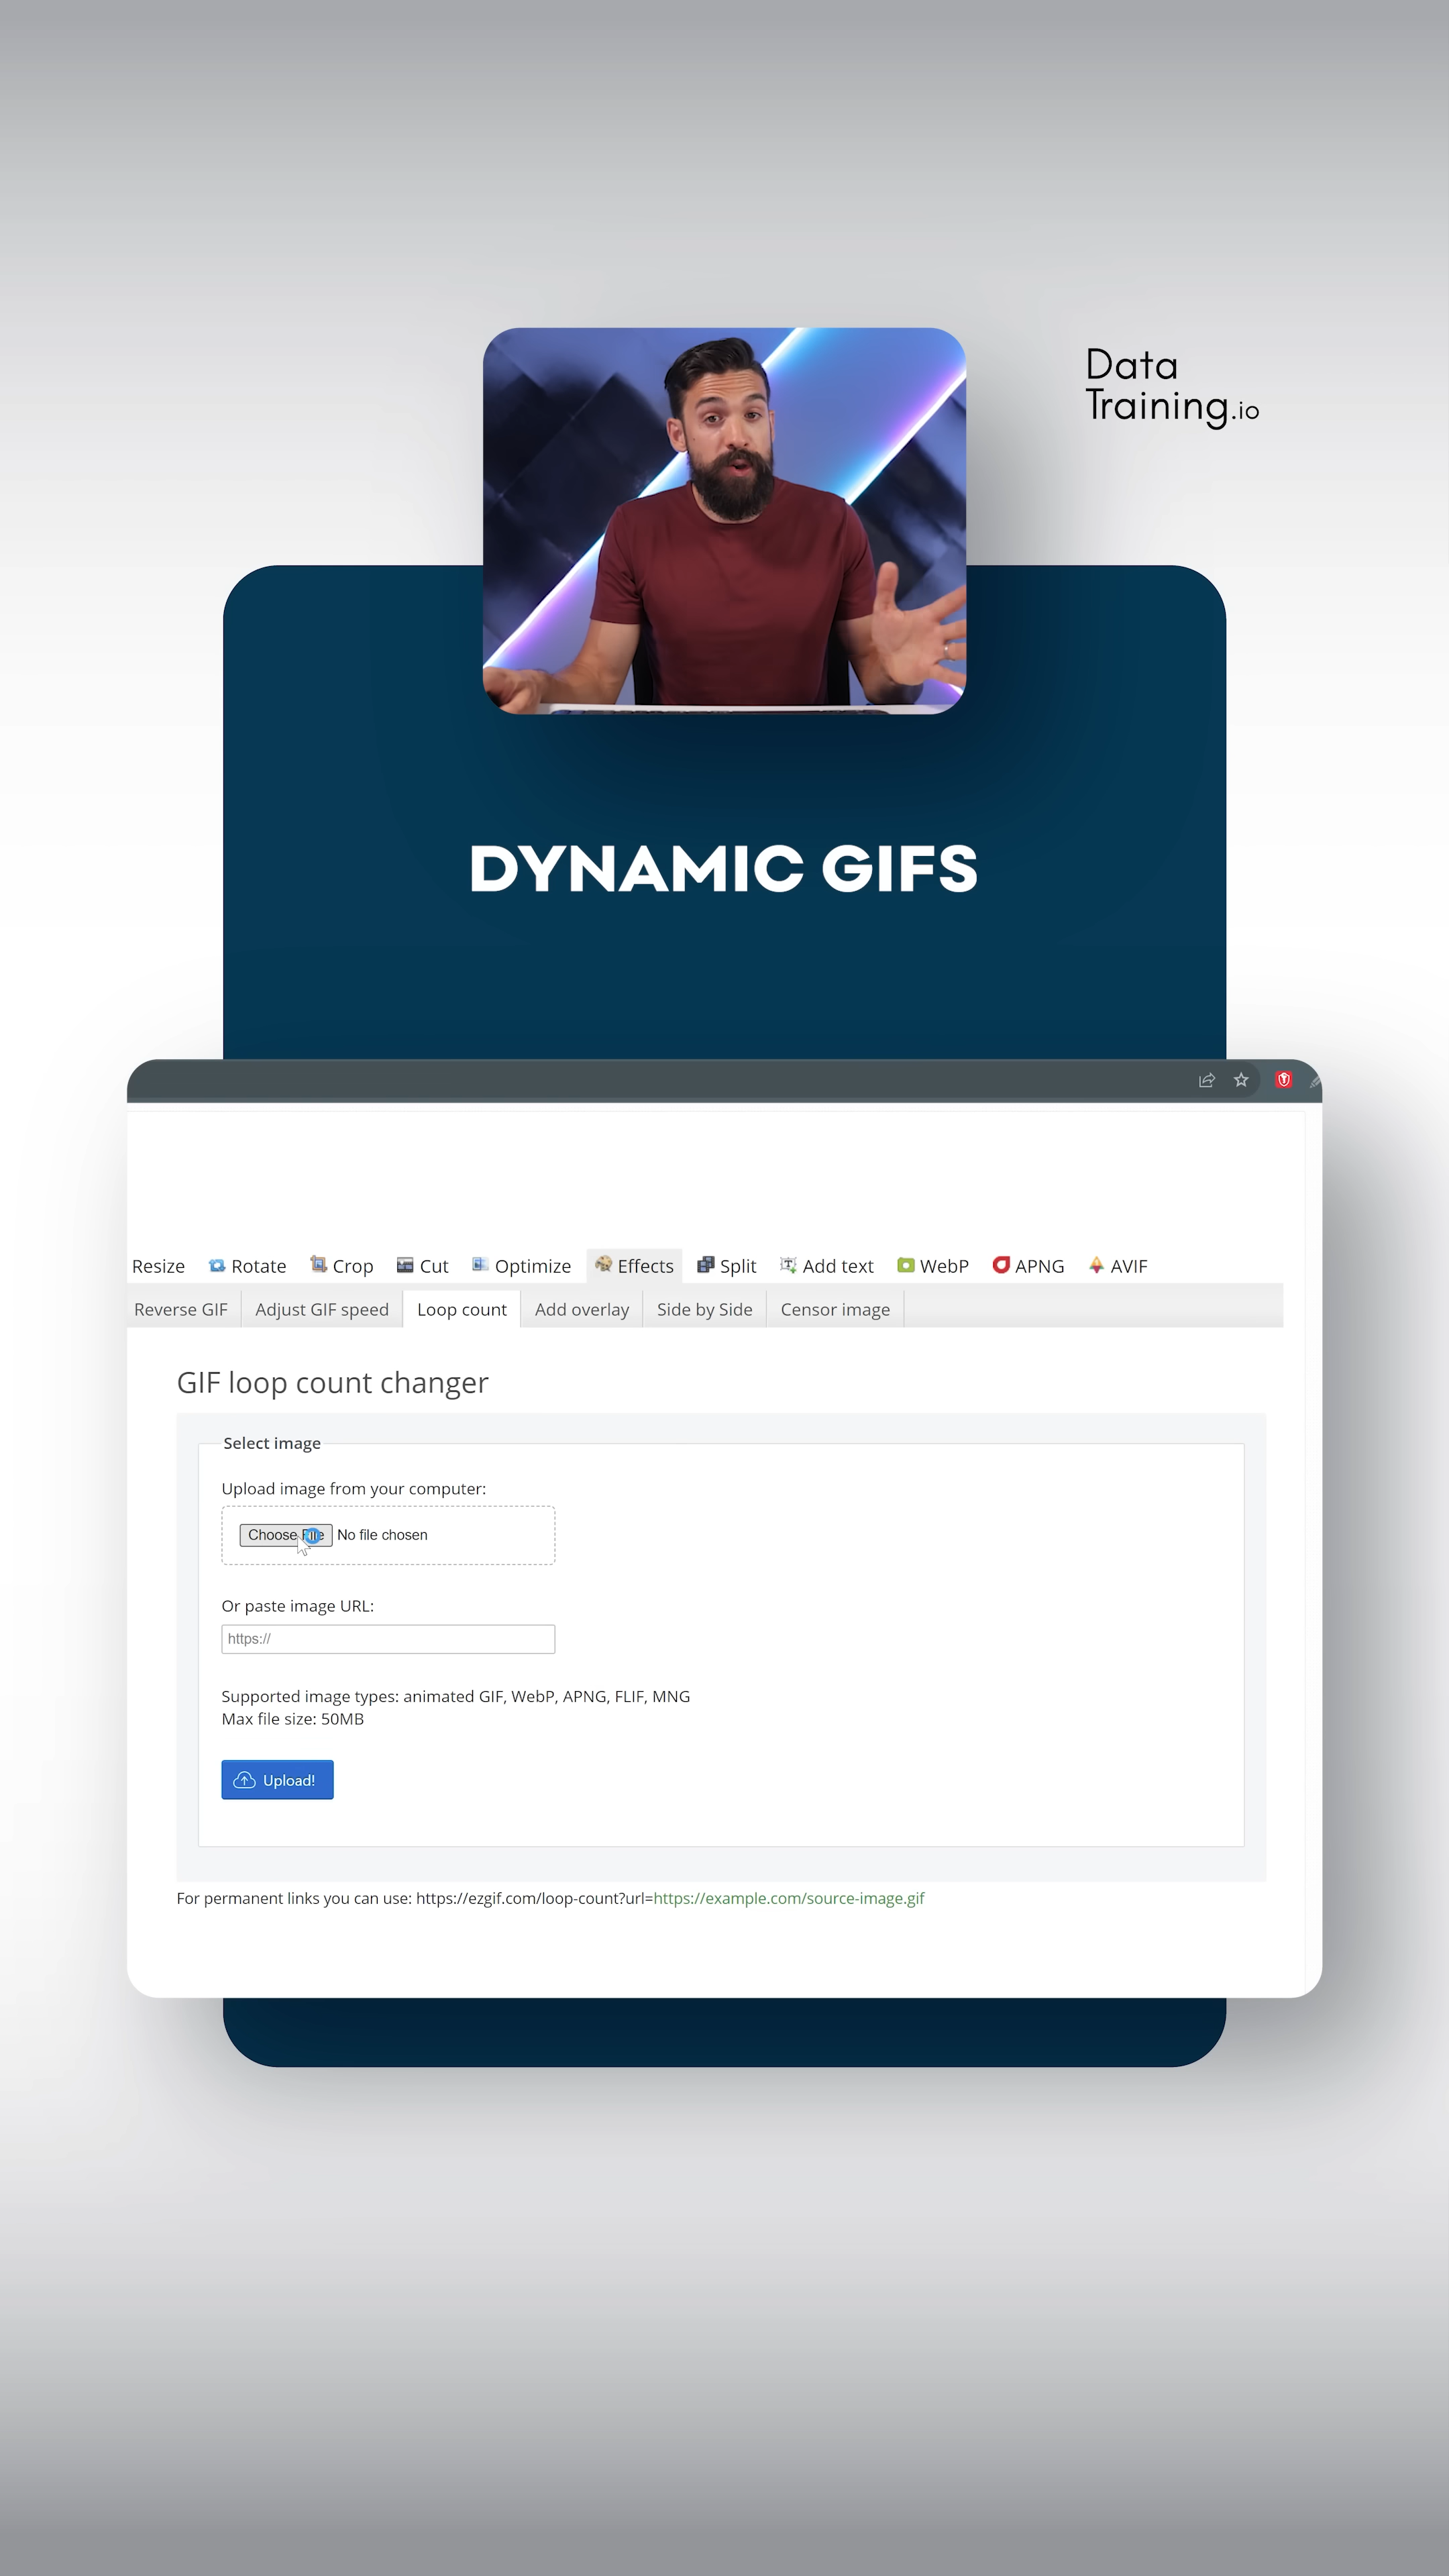 Data
Training.io
DYNAMIC GIFS
Resize Rotate Crop Cut Optimize Effects Split Add text WebP APNG AVIF
Reverse GIF Adjust GIF speed Loop count Add overlay Side by Side Censor image
GIF loop count changer
Select image
Upload image from your computer:
Choose File No file chosen
Or paste image URL:
https://
Supported image types: animated GIF, WebP, APNG, FLIF, MNG
Max file size: 50MB
Upload!
For permanent links you can use: https://ezgif.com/loop-count?url=https://example.com/source-image.gif